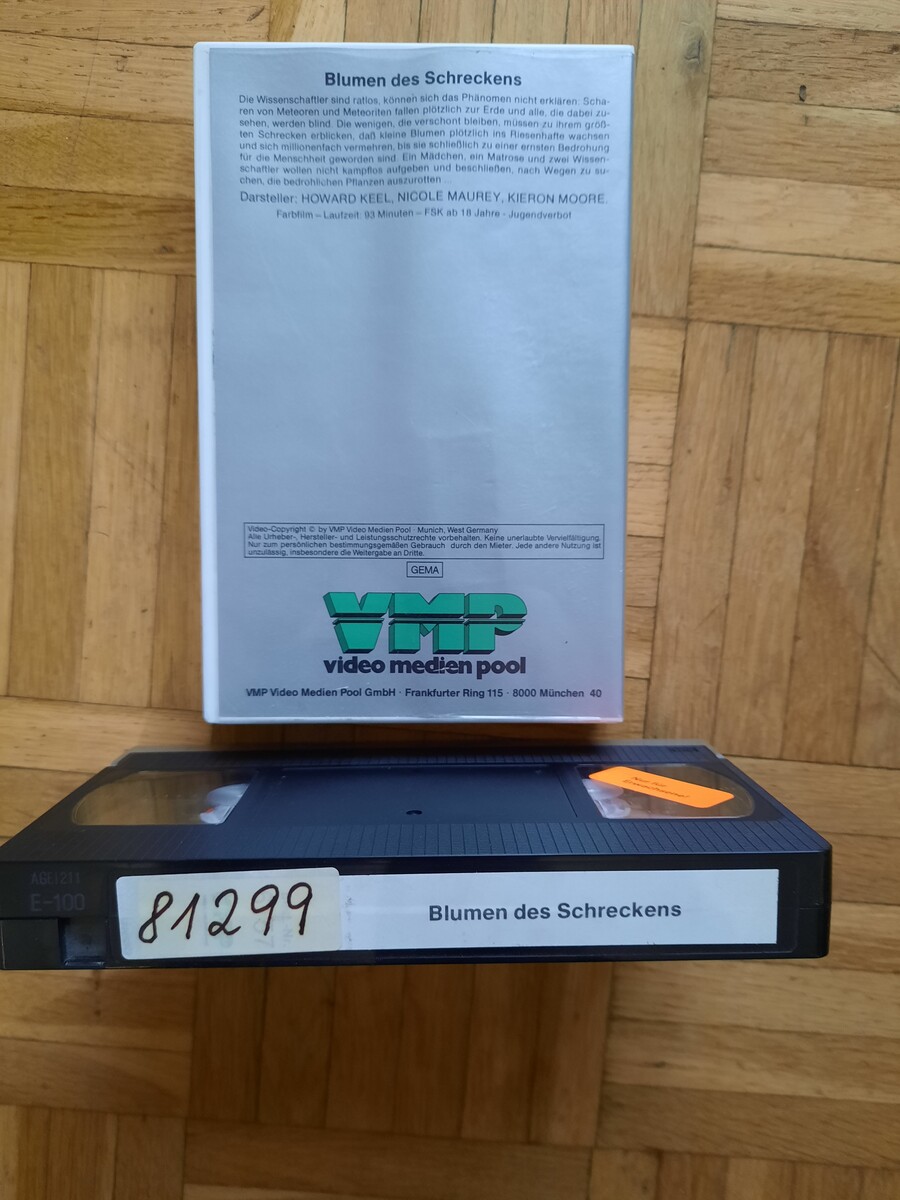 Blumen des Schreckens
Die Wissenschaftler sind ratlos, können sich das Phänomen nicht erklären: Scha-
ren von Meteoren und Meteoriten fallen plötzlich zur Erde und alle, die dabei zu-
sehen, werden blind. Die wenigen, die verschont bleiben, müssen zu ihrem größ-
ten Schrecken erblicken, daß kleine Blumen plötzlich ins Riesenhafte wachsen
und sich millionenfach vermehren, bis sie schließlich zu einer ernsten Bedrohung
für die Menschheit geworden sind. Ein Mädchen, ein Matrose und zwei Wissen-
schaftler wollen nicht kampflos aufgeben und beschließen, nach Wegen zu su-
chen, die bedrohlichen Pflanzen auszurotten ...
Darsteller: HOWARD KEEL, NICOLE MAUREY, KIERON MOORE.
Farbfilm – Laufzeit: 93 Minuten – FSK ab 18 Jahre · Jugendverbot
Video-Copyright © by VMP Video Medien Pool · Munich, West Germany
Alle Urheber-, Hersteller- und Leistungsschutzrechte vorbehalten. Keine unerlaubte Vervielfältigung.
Nur zum persönlichen bestimmungsgemäßen Gebrauch durch den Mieter. Jede andere Nutzung ist
unzulässig, insbesondere die Weitergabe an Dritte.
GEMA
VMP
video medien pool
VMP Video Medien Pool GmbH · Frankfurter Ring 115 · 8000 München 40
Nur für
Erwachsene!
AGE1211
E-100
81299
Blumen des Schreckens